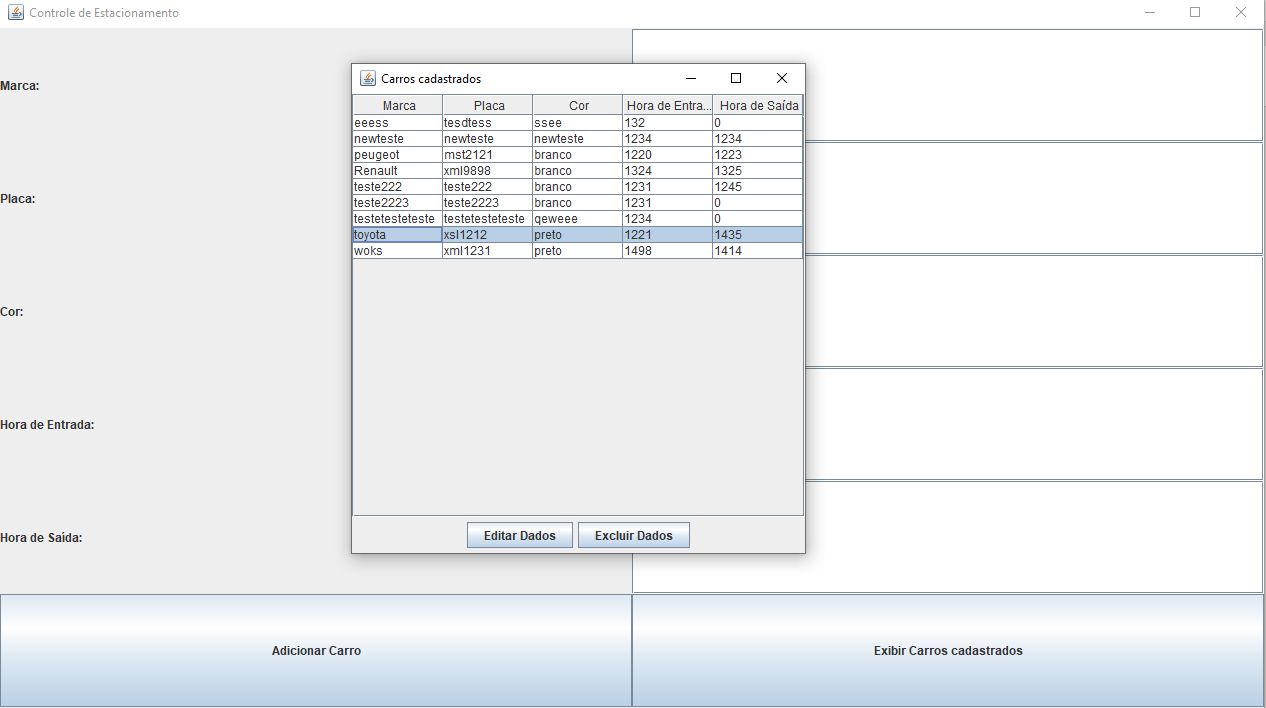 Controle de Estacionamento
Marca:
Placa:
Cor:
Hora de Entrada:
Hora de Saída:
Carros cadastrados
Marca Placa Cor Hora de Entra... Hora de Saída
eeess tesdtess ssee 132 0
newteste newteste newteste 1234 1234
peugeot mst2121 branco 1220 1223
Renault xml9898 branco 1324 1325
teste222 teste222 branco 1231 1245
teste2223 teste2223 branco 1231 0
testetesteteste testetesteteste qeweee 1234 0
toyota xsl1212 preto 1221 1435
woks xml1231 preto 1498 1414
Editar Dados Excluir Dados
Adicionar Carro Exibir Carros cadastrados